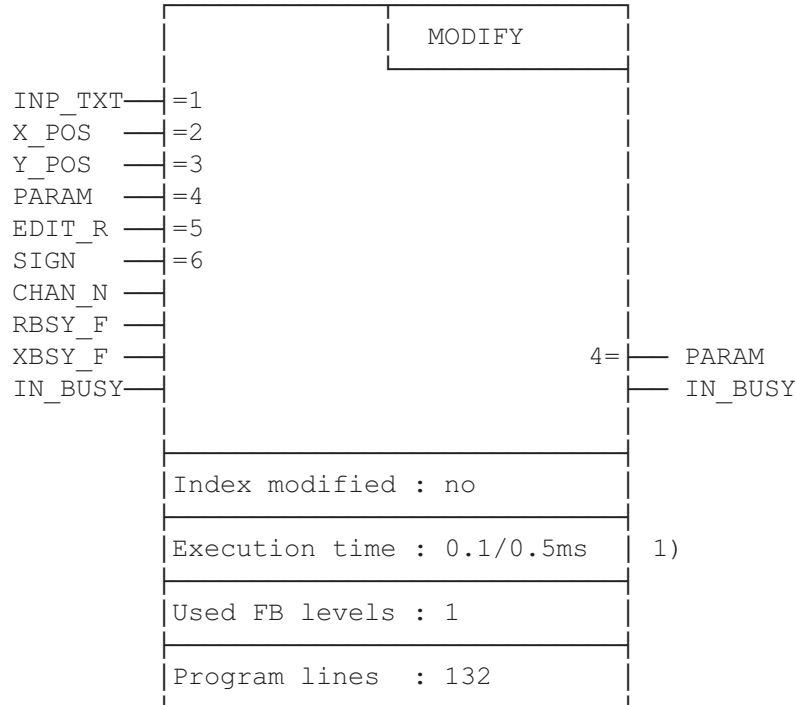 MODIFY
INP_TXT =1
X_POS =2
Y_POS =3
PARAM =4
EDIT_R =5
SIGN =6
CHAN_N
RBSY_F
XBSY_F 4= PARAM
IN_BUSY IN_BUSY
Index modified : no
Execution time : 0.1/0.5ms 1)
Used FB levels : 1
Program lines : 132